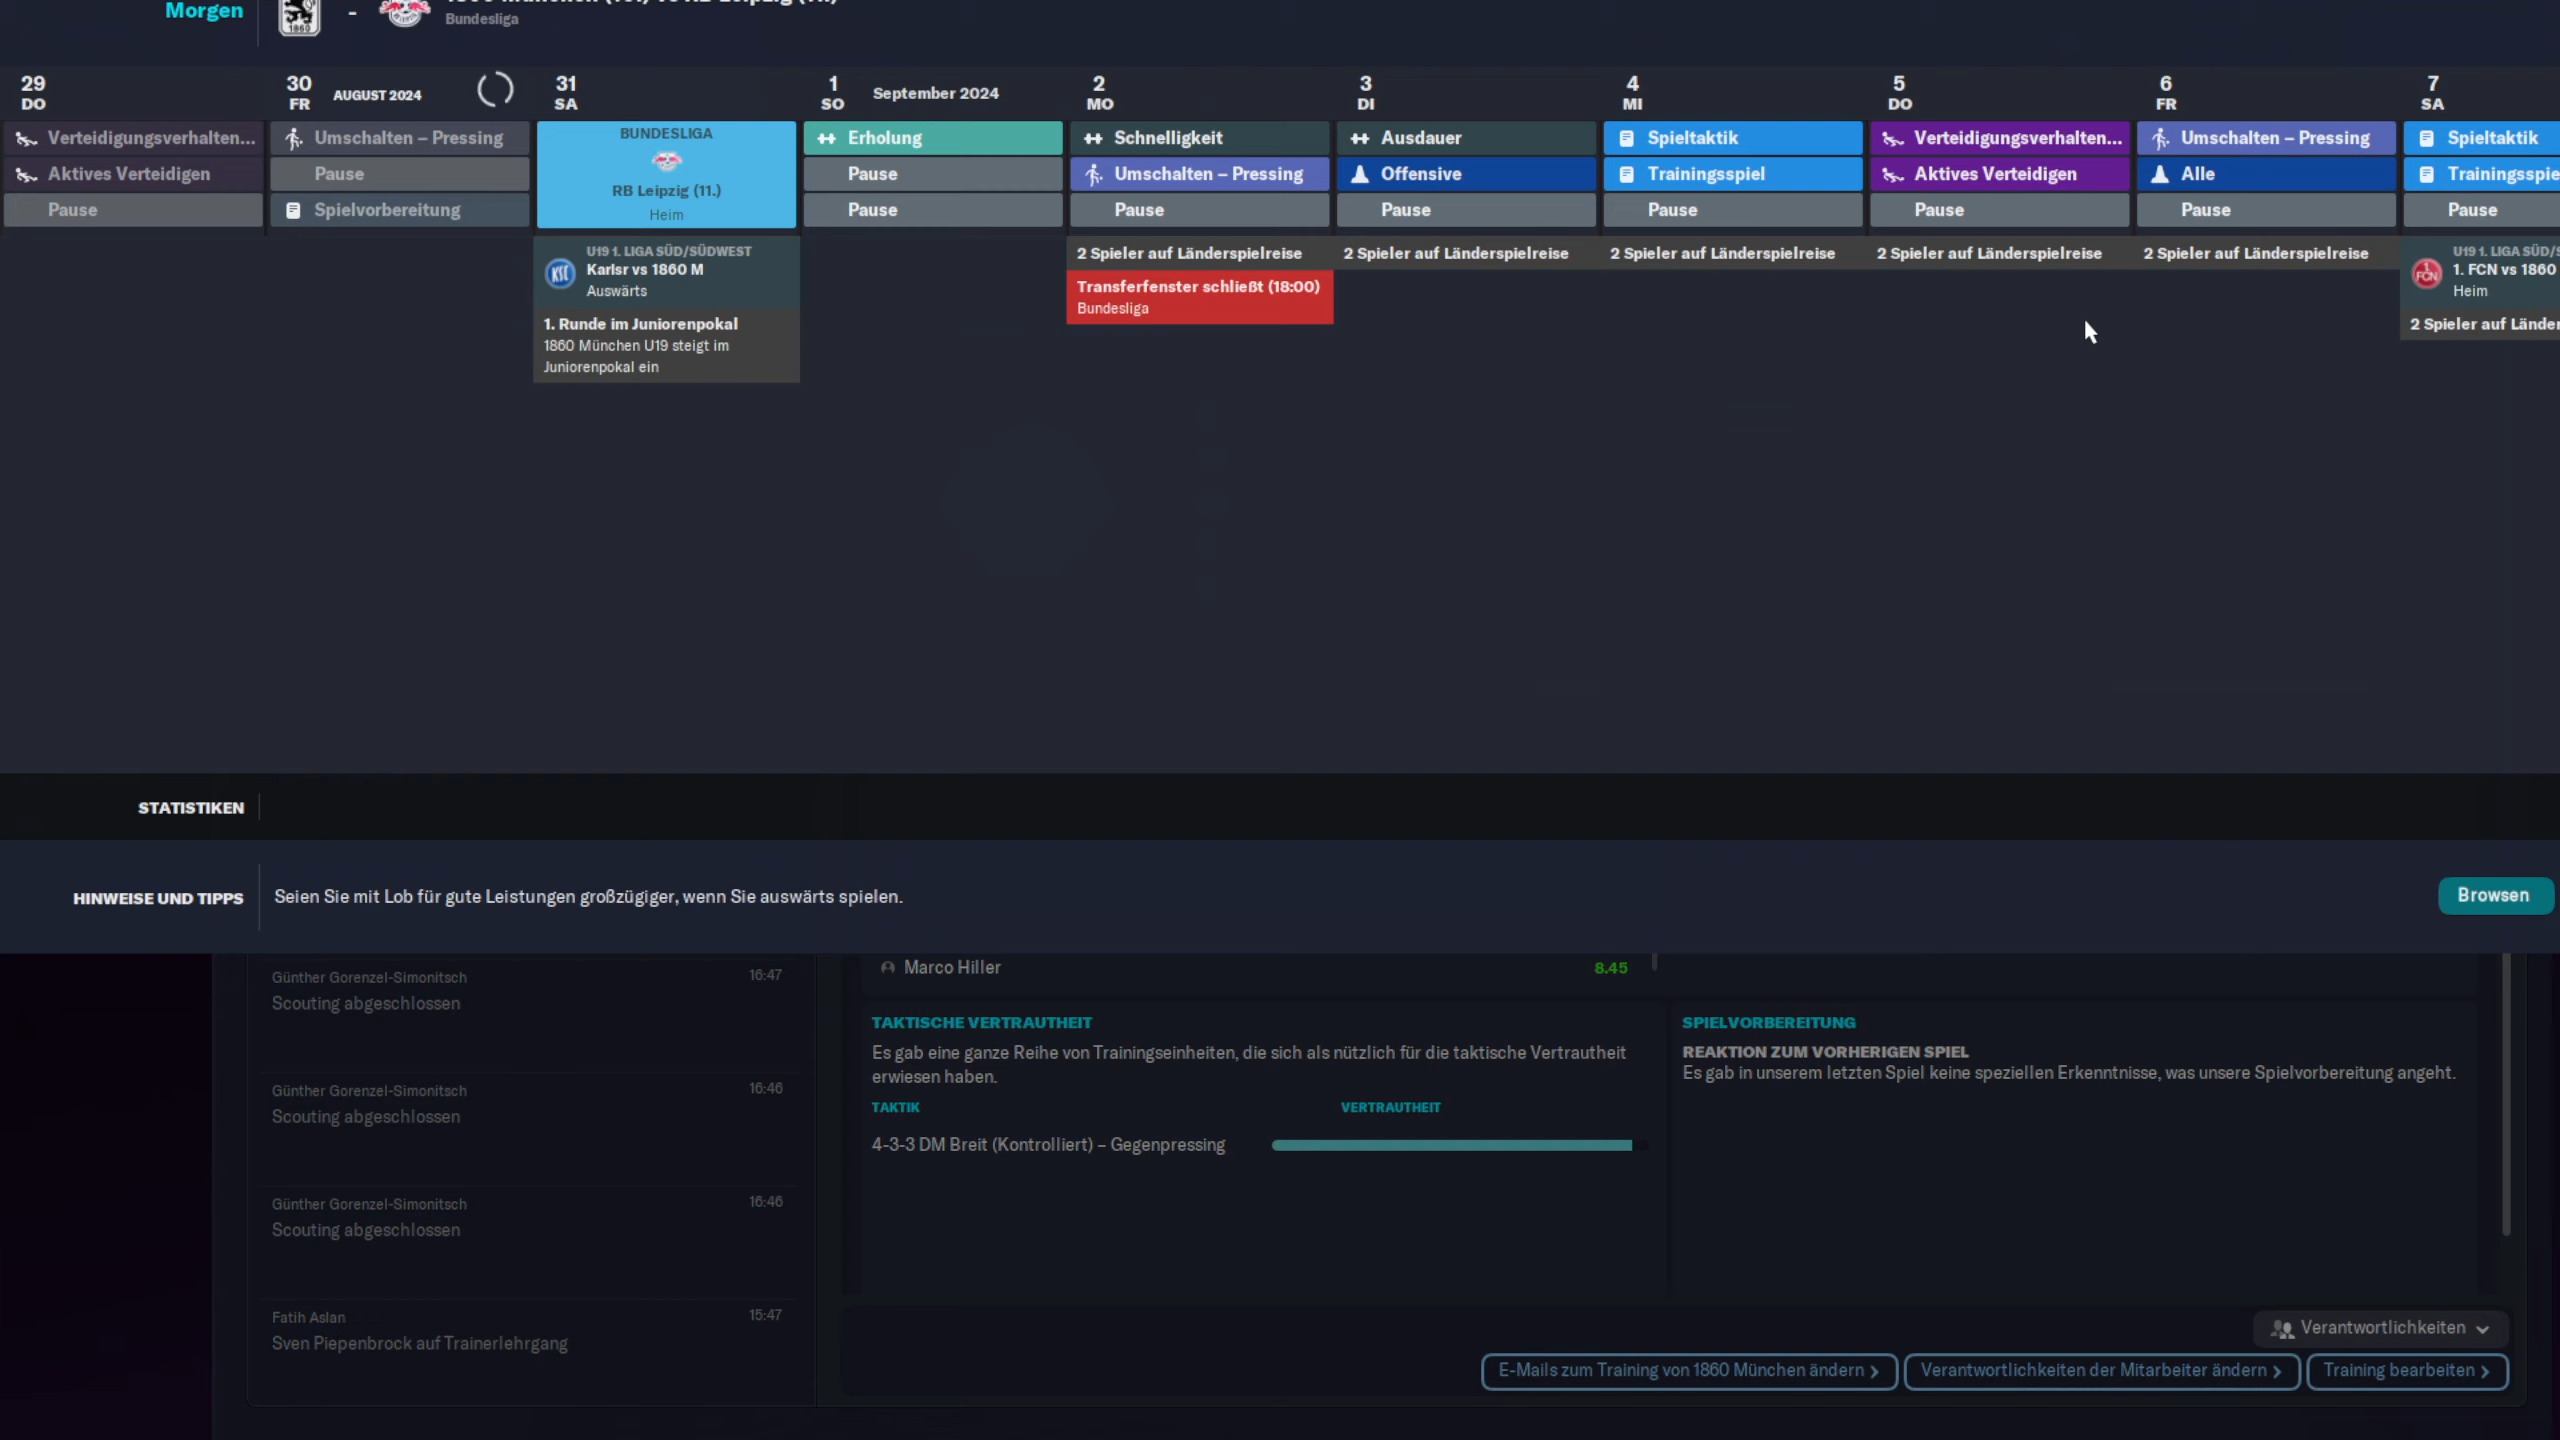 Morgen
Bundesliga
29
DO
30
FR
AUGUST 2024
31
SA
1
SO
September 2024
2
MO
3
DI
4
MI
5
DO
6
FR
7
SA
Verteidigungsverhalten...
Aktives Verteidigen
Pause
Umschalten – Pressing
Pause
Spielvorbereitung
BUNDESLIGA
RB Leipzig (11.)
Heim
U19 1. LIGA SÜD/SÜDWEST
KSC
Karlsr vs 1860 M
Auswärts
1. Runde im Juniorenpokal
1860 München U19 steigt im
Juniorenpokal ein
Erholung
Pause
Pause
Schnelligkeit
Umschalten – Pressing
Pause
2 Spieler auf Länderspielreise
Transferfenster schließt (18:00)
Bundesliga
Ausdauer
Offensive
Pause
2 Spieler auf Länderspielreise
Spieltaktik
Trainingsspiel
Pause
2 Spieler auf Länderspielreise
Verteidigungsverhalten...
Aktives Verteidigen
Pause
2 Spieler auf Länderspielreise
Umschalten – Pressing
Alle
Pause
2 Spieler auf Länderspielreise
Spieltaktik
Trainingsspie
Pause
U19 1. LIGA SÜD/S
FCN
1. FCN vs 1860
Heim
2 Spieler auf Länder
STATISTIKEN
HINWEISE UND TIPPS
Seien Sie mit Lob für gute Leistungen großzügiger, wenn Sie auswärts spielen.
Browsen
Günther Gorenzel-Simonitsch
16:47
Scouting abgeschlossen
Günther Gorenzel-Simonitsch
16:46
Scouting abgeschlossen
Günther Gorenzel-Simonitsch
16:46
Scouting abgeschlossen
Fatih Aslan
15:47
Sven Piepenbrock auf Trainerlehrgang
Marco Hiller
8.45
TAKTISCHE VERTRAUTHEIT
Es gab eine ganze Reihe von Trainingseinheiten, die sich als nützlich für die taktische Vertrautheit
erwiesen haben.
TAKTIK
VERTRAUTHEIT
4-3-3 DM Breit (Kontrolliert) – Gegenpressing
SPIELVORBEREITUNG
REAKTION ZUM VORHERIGEN SPIEL
Es gab in unserem letzten Spiel keine speziellen Erkenntnisse, was unsere Spielvorbereitung angeht.
Verantwortlichkeiten
E-Mails zum Training von 1860 München ändern
Verantwortlichkeiten der Mitarbeiter ändern
Training bearbeiten